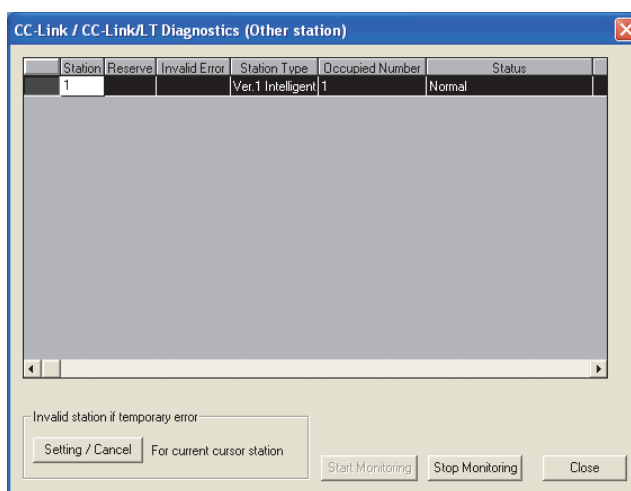 CC-Link / CC-Link/LT Diagnostics (Other station)
Station Reserve Invalid Error Station Type Occupied Number Status
1 Ver.1 Intelligent 1 Normal
Invalid station if temporary error
Setting / Cancel For current cursor station
Start Monitoring Stop Monitoring Close